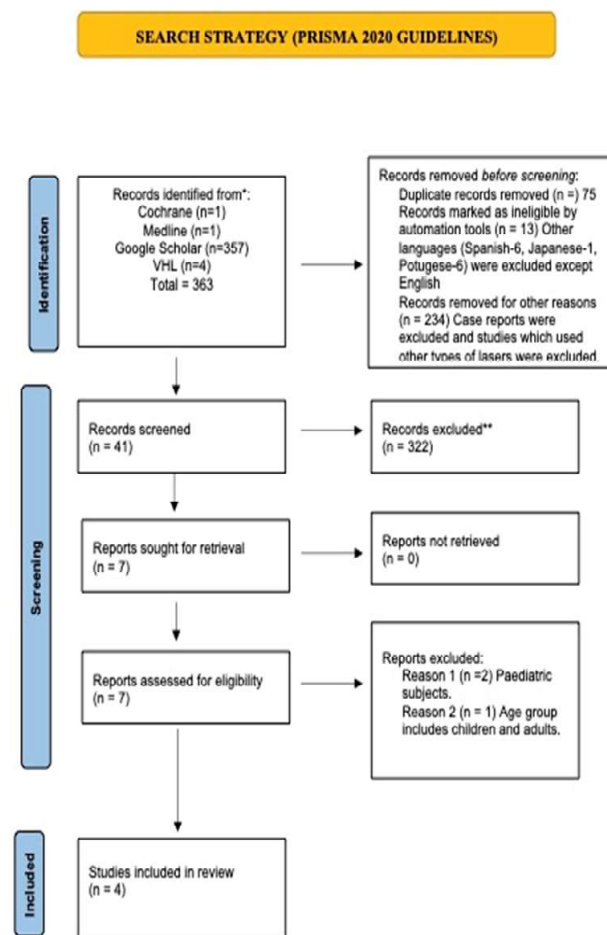 SEARCH STRATEGY (PRISMA 2020 GUIDELINES)
Identification
Records identified from*:
Cochrane (n=1)
Medline (n=1)
Google Scholar (n=357)
VHL (n=4)
Total = 363
Records removed before screening:
Duplicate records removed (n =) 75
Records marked as ineligible by
automation tools (n = 13) Other
languages (Spanish-6, Japanese-1,
Potugese-6) were excluded except
English
Records removed for other reasons
(n = 234) Case reports were
excluded and studies which used
other types of lasers were excluded.
Screening
Records screened
(n = 41)
Records excluded**
(n = 322)
Reports sought for retrieval
(n = 7)
Reports not retrieved
(n = 0)
Reports assessed for eligibility
(n = 7)
Reports excluded:
Reason 1 (n =2) Paediatric
subjects.
Reason 2 (n = 1) Age group
includes children and adults.
Included
Studies included in review
(n = 4)